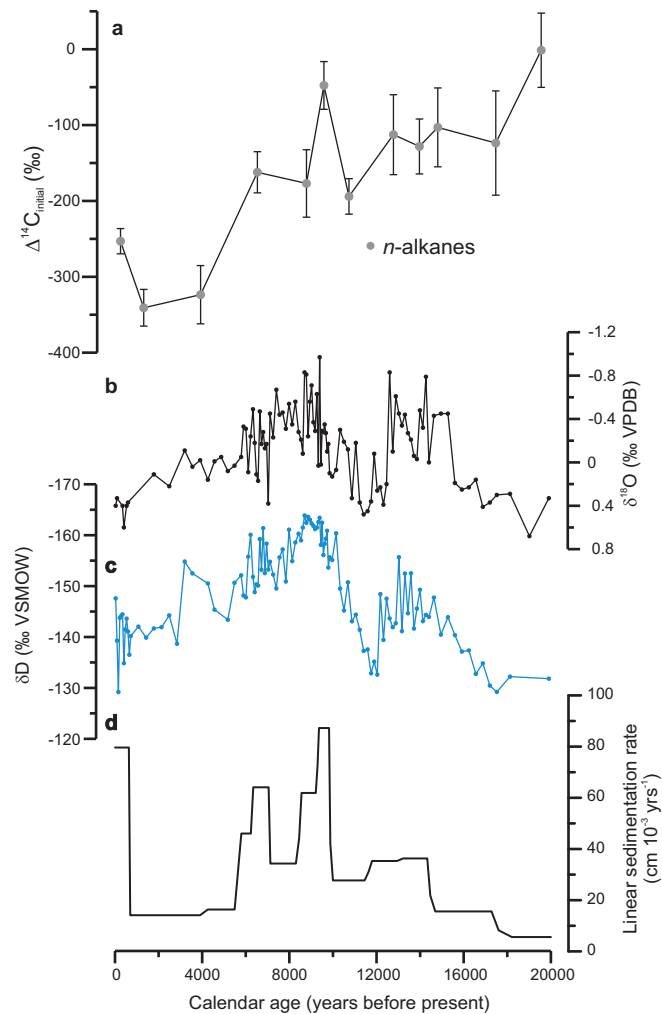 a
0
-100
-200
-300
-400
Δ¹⁴C initial (‰)
n-alkanes
b
-1.2
-0.8
-0.4
0
0.4
0.8
δ¹⁸O (‰ VPDB)
c
-170
-160
-150
-140
-130
-120
δD (‰ VSMOW)
d
100
80
60
40
20
0
Linear sedimentation rate
(cm 10⁻³ yrs⁻¹)
0 4000 8000 12000 16000 20000
Calendar age (years before present)